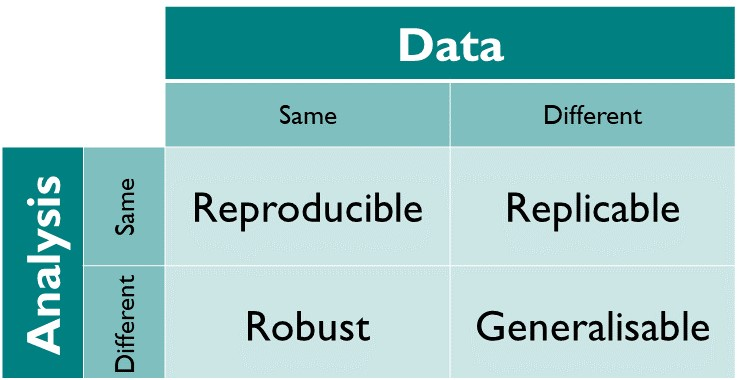 Data
Same Different
Analysis
Same
Reproducible Replicable
Different
Robust Generalisable